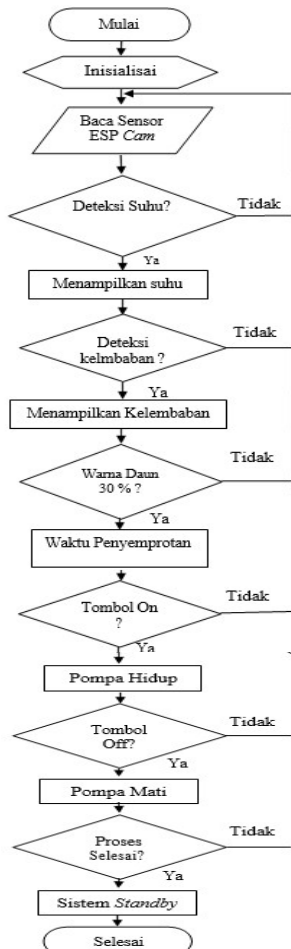 Mulai
Inisialisai
Baca Sensor
ESP Cam
Deteksi Suhu?
Tidak
Ya
Menampilkan suhu
Deteksi
kelmbaban ?
Tidak
Ya
Menampilkan Kelembaban
Warna Daun
30 % ?
Tidak
Ya
Waktu Penyemprotan
Tombol On
?
Tidak
Ya
Pompa Hidup
Tombol
Off?
Tidak
Ya
Pompa Mati
Proses
Selesai?
Tidak
Ya
Sistem Standby
Selesai